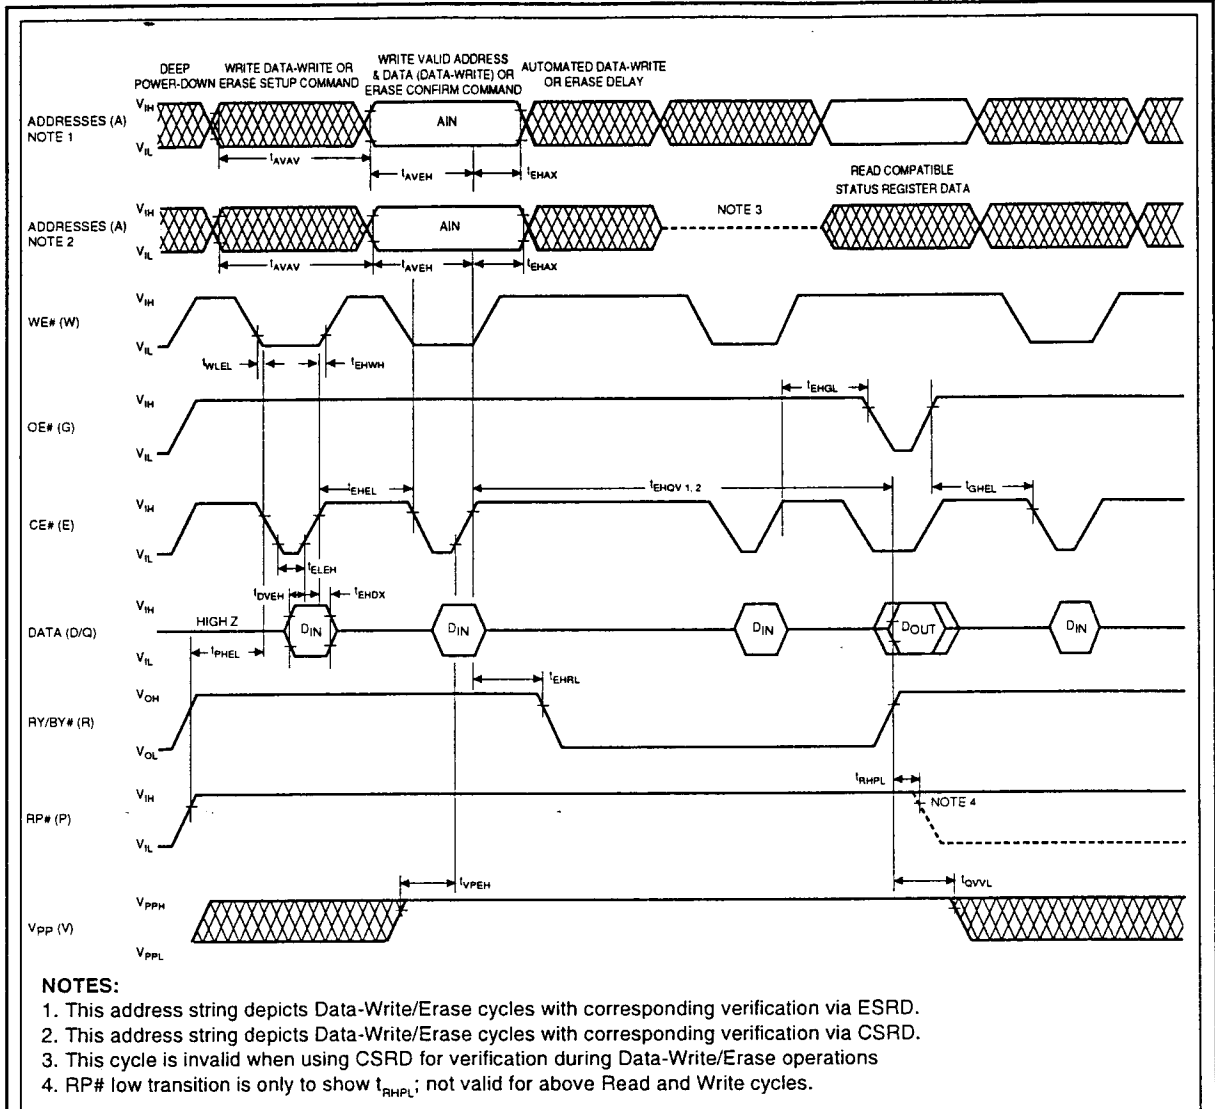 DEEP
POWER-DOWN
WRITE DATA-WRITE OR
ERASE SETUP COMMAND
WRITE VALID ADDRESS
& DATA (DATA-WRITE) OR
ERASE CONFIRM COMMAND
AUTOMATED DATA-WRITE
OR ERASE DELAY
ADDRESSES (A)
NOTE 1
VIH
VIL
AIN
tAVAV
tAVEH
tEHAX
READ COMPATIBLE
STATUS REGISTER DATA
ADDRESSES (A)
NOTE 2
VIH
VIL
AIN
NOTE 3
tAVAV
tAVEH
tEHAX
WE# (W)
VIH
VIL
tWLEL
tEHWH
OE# (G)
VIH
VIL
tEHGL
CE# (E)
VIH
VIL
tEHEL
tEHQV 1, 2
tGHEL
tELEH
DATA (D/Q)
VIH
VIL
HIGH Z
tDVEH
tEHDX
DIN
DIN
DIN
DOUT
DIN
tPHEL
RY/BY# (R)
VOH
VOL
tEHRL
RP# (P)
VIH
VIL
tRHPL
NOTE 4
VPP (V)
VPPH
VPPL
tVPEH
tQVVL
NOTES:
1. This address string depicts Data-Write/Erase cycles with corresponding verification via ESRD.
2. This address string depicts Data-Write/Erase cycles with corresponding verification via CSRD.
3. This cycle is invalid when using CSRD for verification during Data-Write/Erase operations
4. RP# low transition is only to show tRHPL; not valid for above Read and Write cycles.